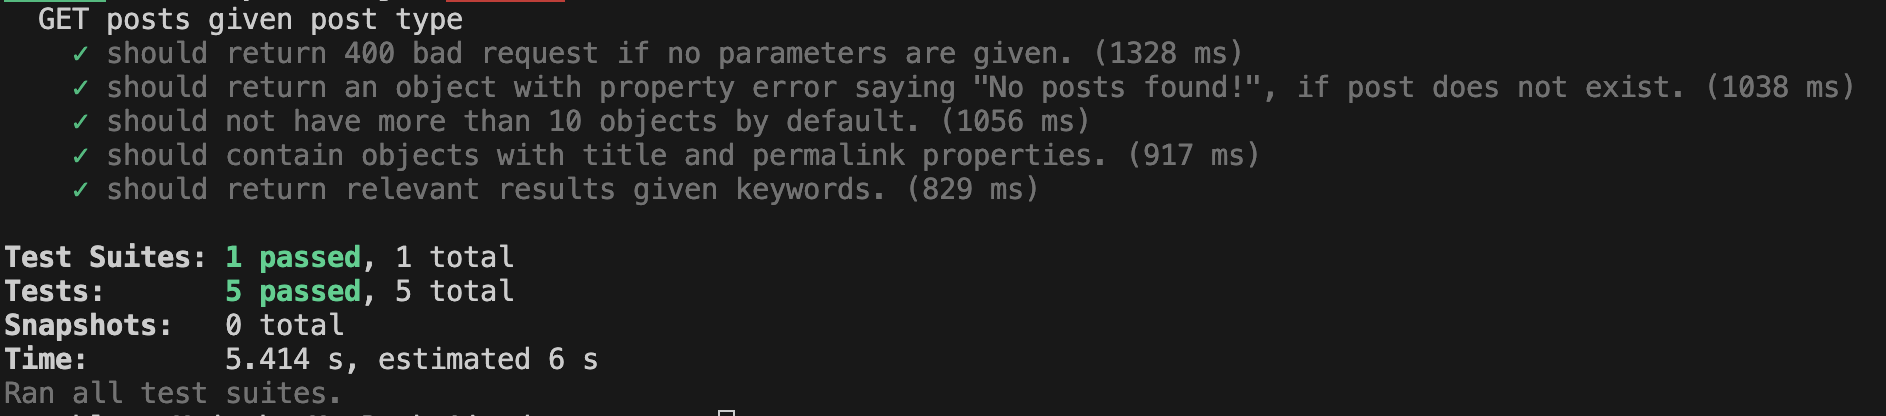 GET posts given post type
✓ should return 400 bad request if no parameters are given. (1328 ms)
✓ should return an object with property error saying "No posts found!", if post does not exist. (1038 ms)
✓ should not have more than 10 objects by default. (1056 ms)
✓ should contain objects with title and permalink properties. (917 ms)
✓ should return relevant results given keywords. (829 ms)
Test Suites: 1 passed, 1 total
Tests: 5 passed, 5 total
Snapshots: 0 total
Time: 5.414 s, estimated 6 s
Ran all test suites.